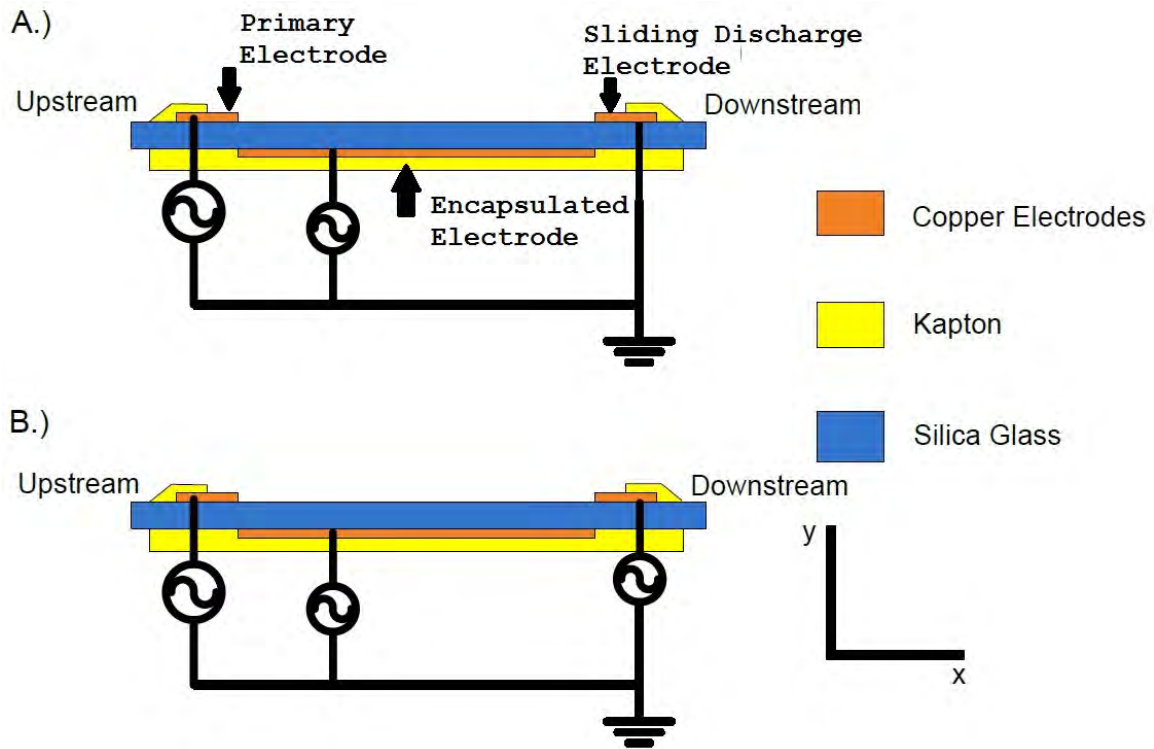 A.)
Primary
Electrode
Sliding Discharge
Electrode
Upstream
Downstream
Encapsulated
Electrode
Copper Electrodes
Kapton
Silica Glass
B.)
Upstream
Downstream
y
x